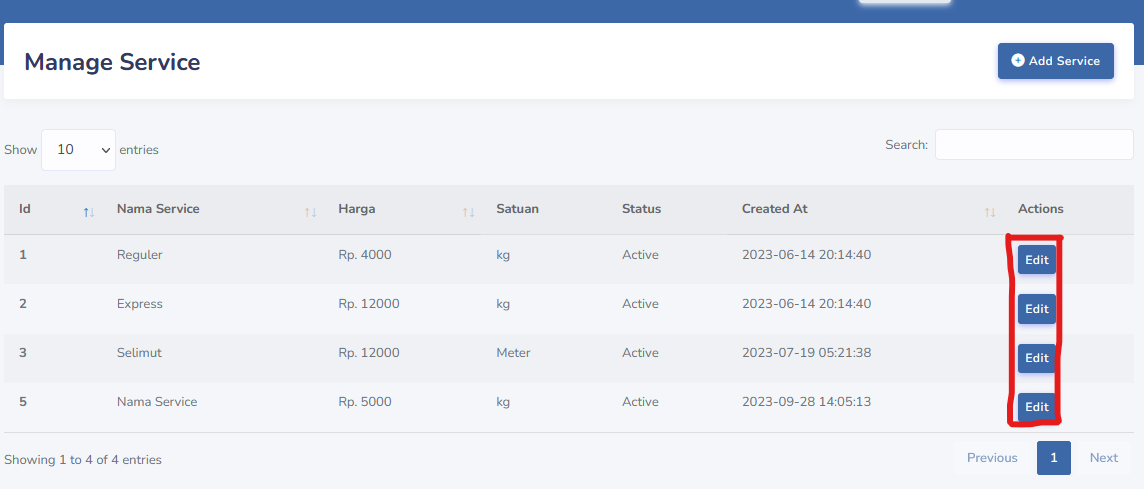 Manage Service
Add Service
Show 10 entries
Search:
Id Nama Service Harga Satuan Status Created At Actions
1 Reguler Rp. 4000 kg Active 2023-06-14 20:14:40 Edit
2 Express Rp. 12000 kg Active 2023-06-14 20:14:40 Edit
3 Selimut Rp. 12000 Meter Active 2023-07-19 05:21:38 Edit
5 Nama Service Rp. 5000 kg Active 2023-09-28 14:05:13 Edit
Showing 1 to 4 of 4 entries
Previous 1 Next